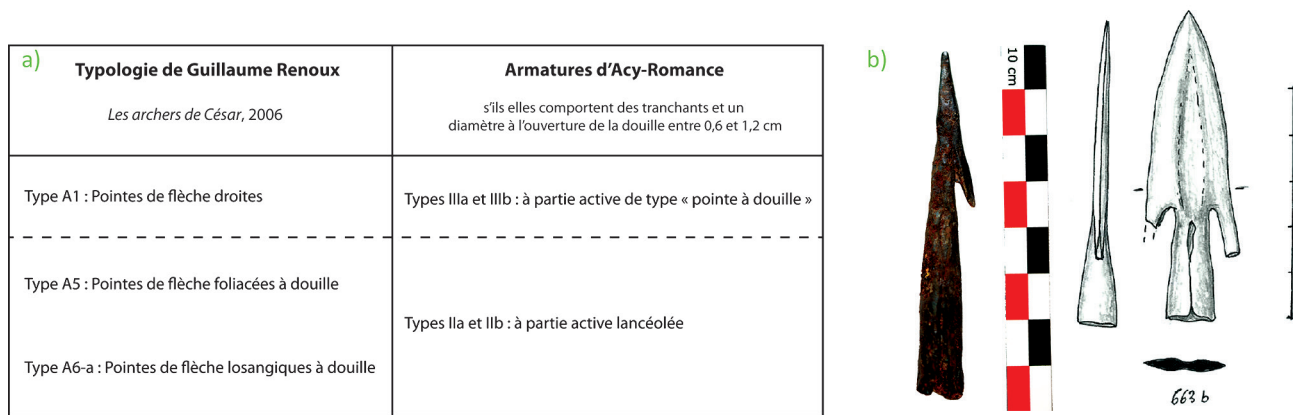 a)
Typologie de Guillaume Renoux
Les archers de César, 2006
Armatures d’Acy-Romance
s’ils elles comportent des tranchants et un
diamètre à l’ouverture de la douille entre 0,6 et 1,2 cm
Type A1 : Pointes de flèche droites
Types IIIa et IIIb : à partie active de type « pointe à douille »
Type A5 : Pointes de flèche foliacées à douille
Types IIa et IIb : à partie active lancéolée
Type A6-a : Pointes de flèche losangiques à douille
b)
10 cm
663 b